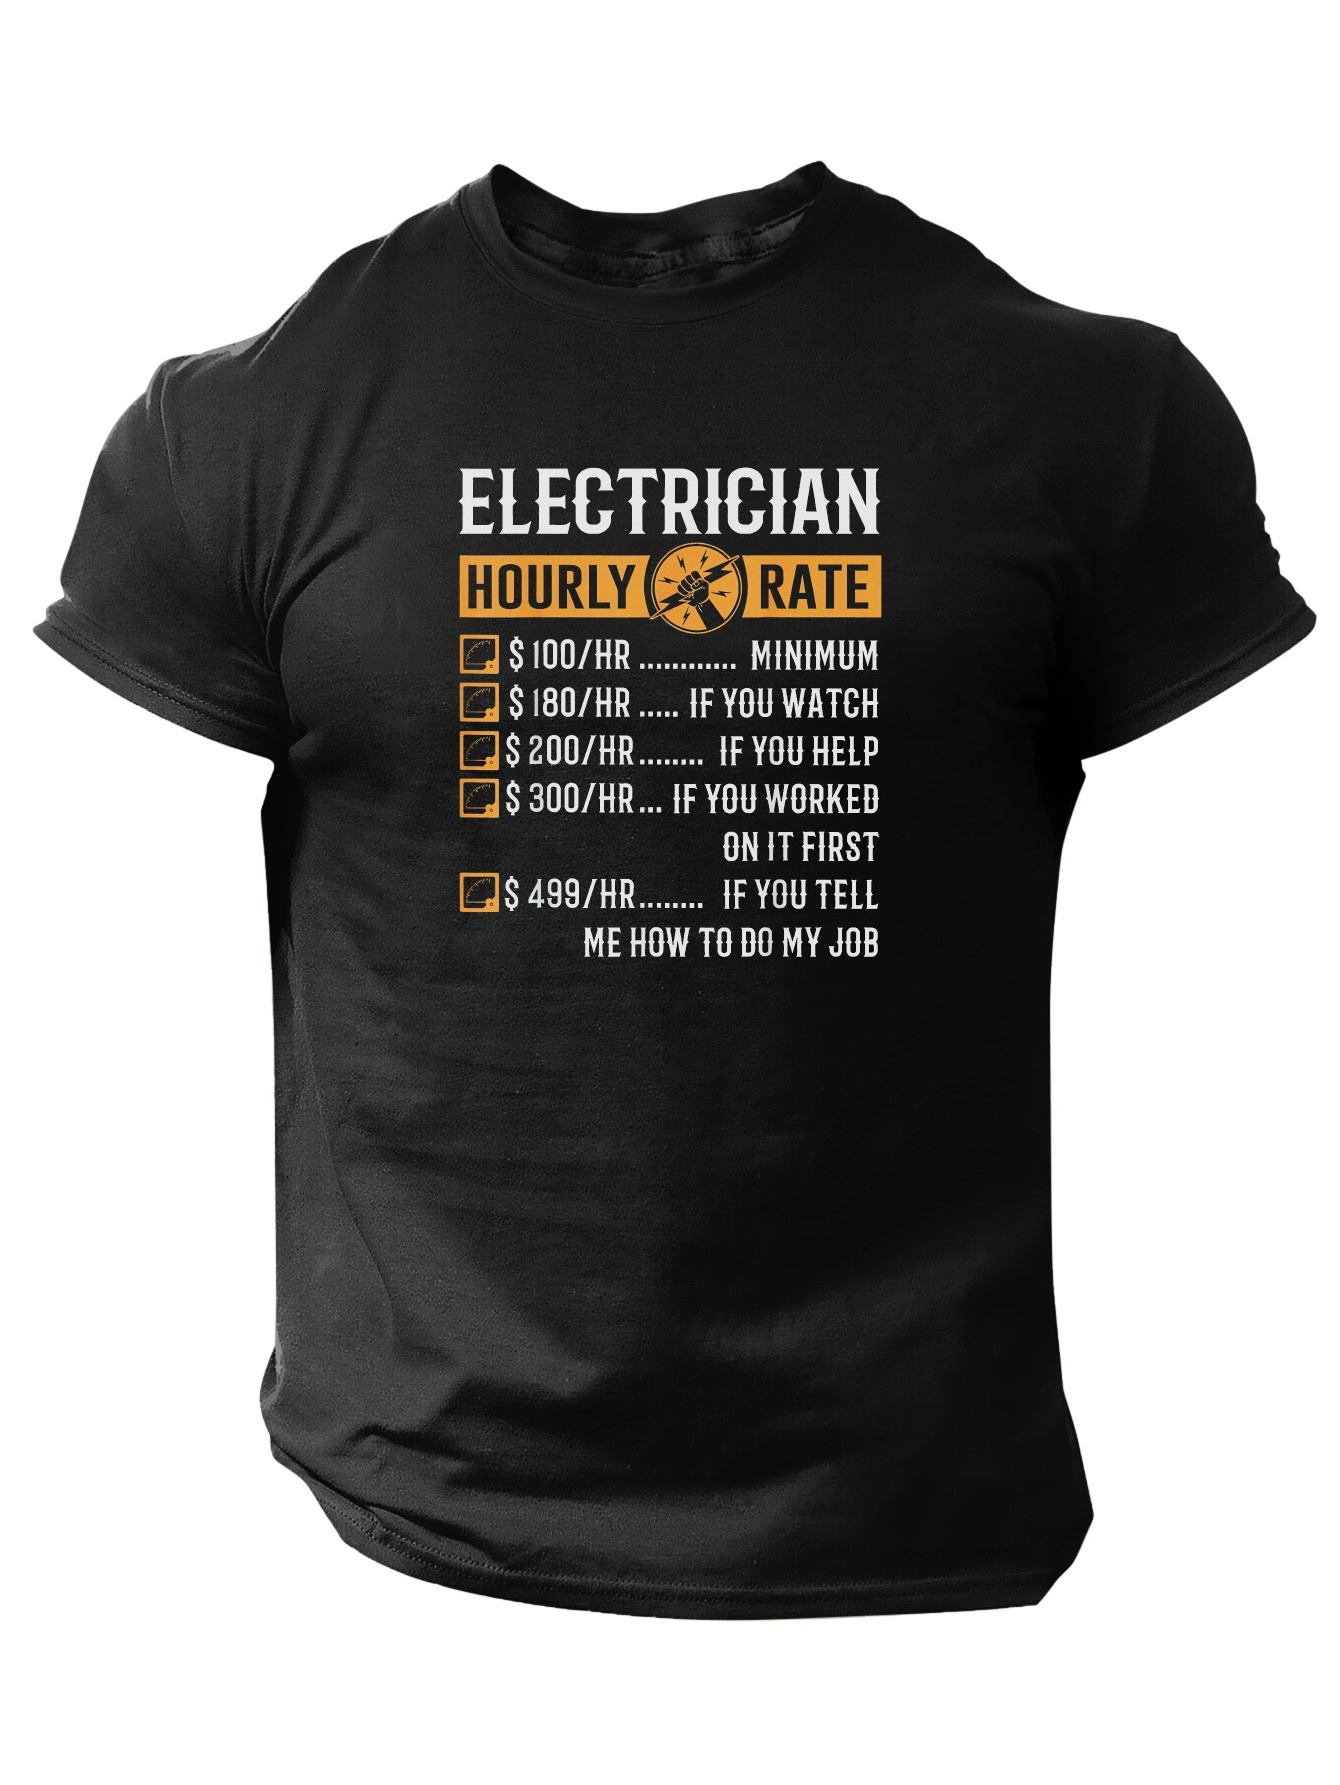 ELECTRICIAN
HOURLY RATE
$ 100/HR ............ MINIMUM
$ 180/HR ..... IF YOU WATCH
$ 200/HR........ IF YOU HELP
$ 300/HR... IF YOU WORKED
ON IT FIRST
$ 499/HR........ IF YOU TELL
ME HOW TO DO MY JOB